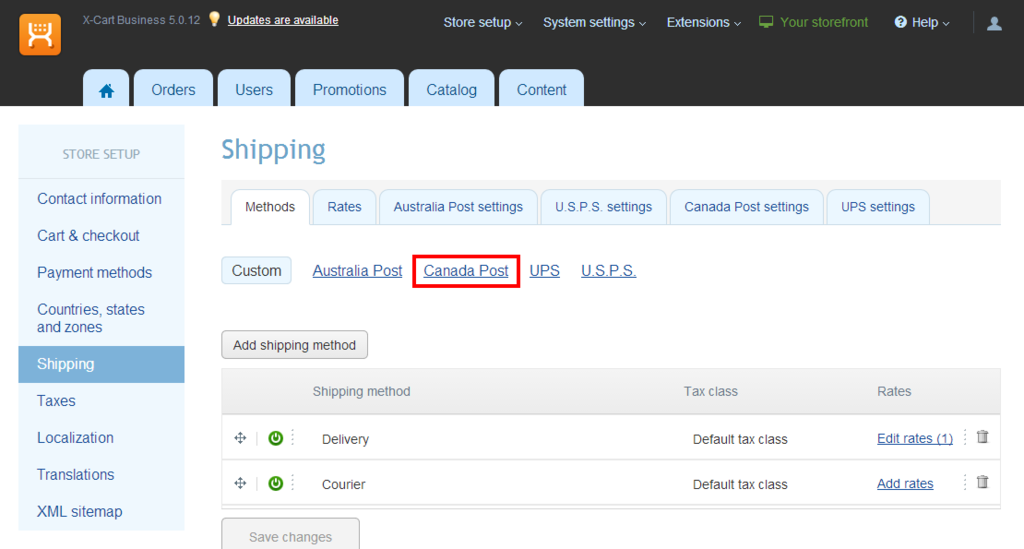 X-Cart Business 5.0.12 Updates are available
Store setup System settings Extensions Your storefront Help
Orders Users Promotions Catalog Content
STORE SETUP
Contact information
Cart & checkout
Payment methods
Countries, states
and zones
Shipping
Taxes
Localization
Translations
XML sitemap
Shipping
Methods Rates Australia Post settings U.S.P.S. settings Canada Post settings UPS settings
Custom Australia Post Canada Post UPS U.S.P.S.
Add shipping method
Shipping method Tax class Rates
Delivery Default tax class Edit rates (1)
Courier Default tax class Add rates
Save changes